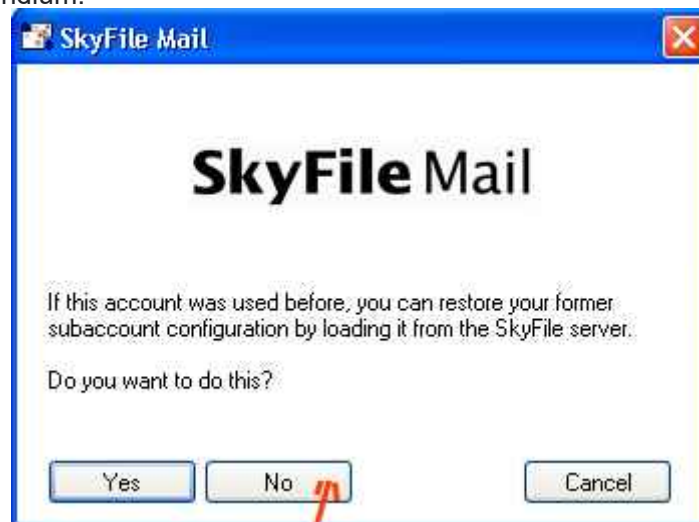 SkyFile Mail
SkyFile Mail
If this account was used before, you can restore your former
subaccount configuration by loading it from the SkyFile server.
Do you want to do this?
Yes
No
Cancel